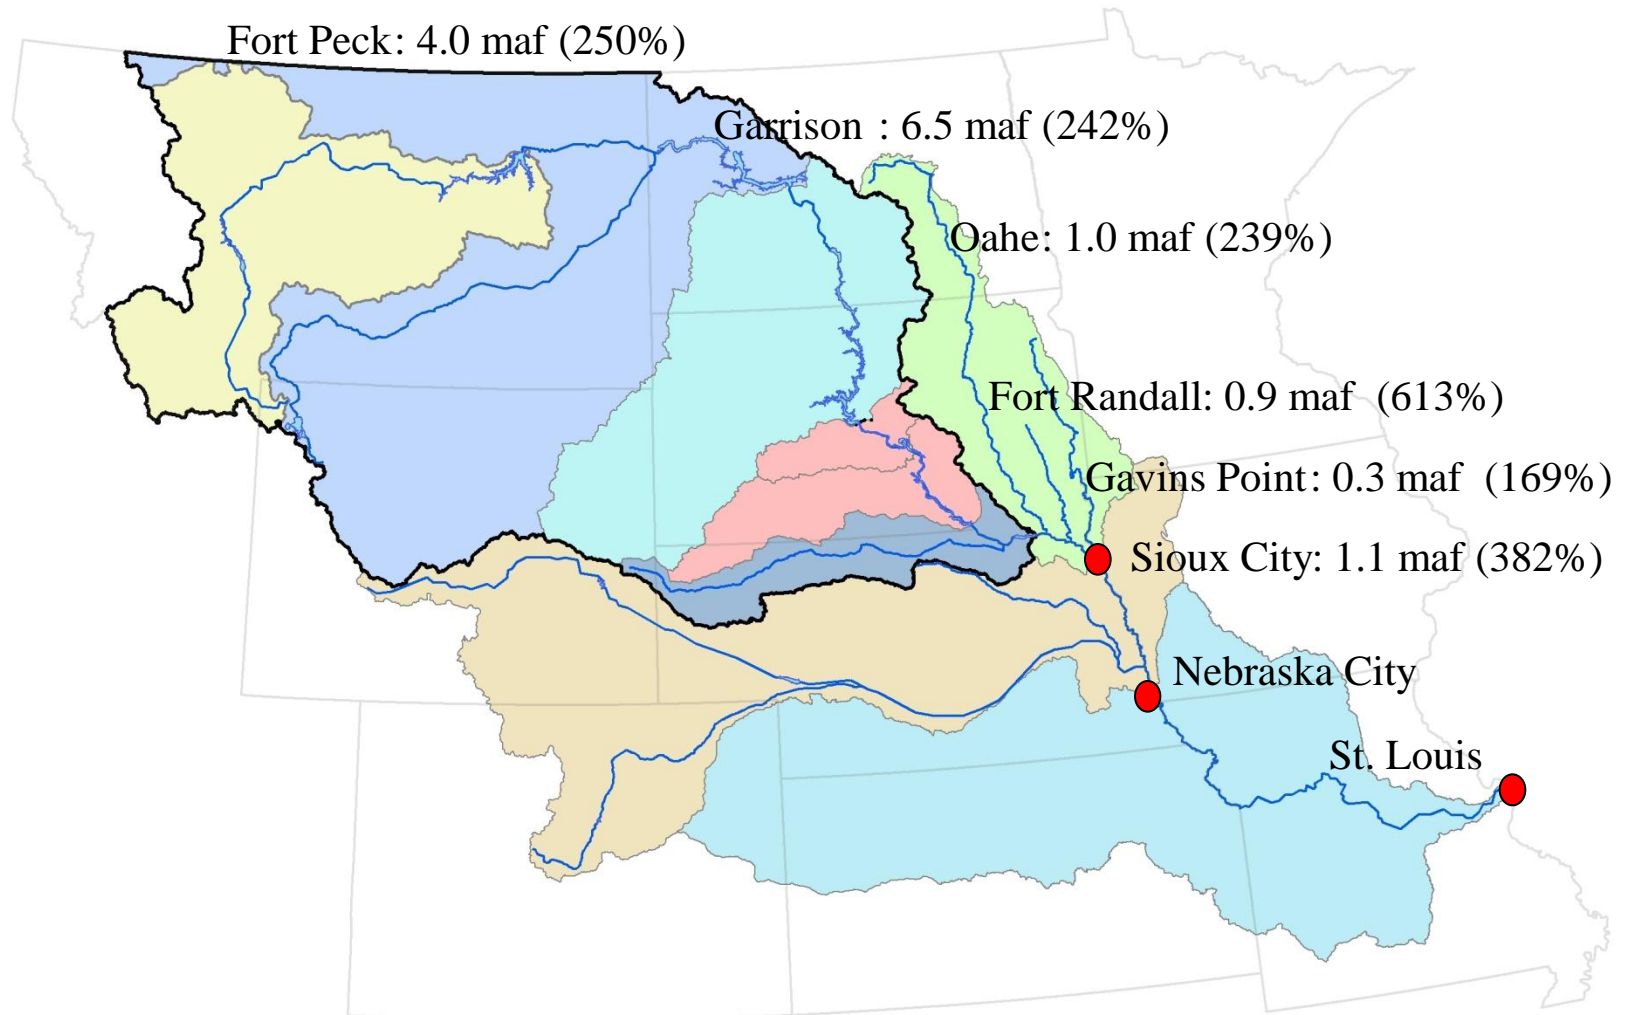 Fort Peck: 4.0 maf (250%)
Garrison : 6.5 maf (242%)
Oahe: 1.0 maf (239%)
Fort Randall: 0.9 maf (613%)
Gavins Point: 0.3 maf (169%)
Sioux City: 1.1 maf (382%)
Nebraska City
St. Louis